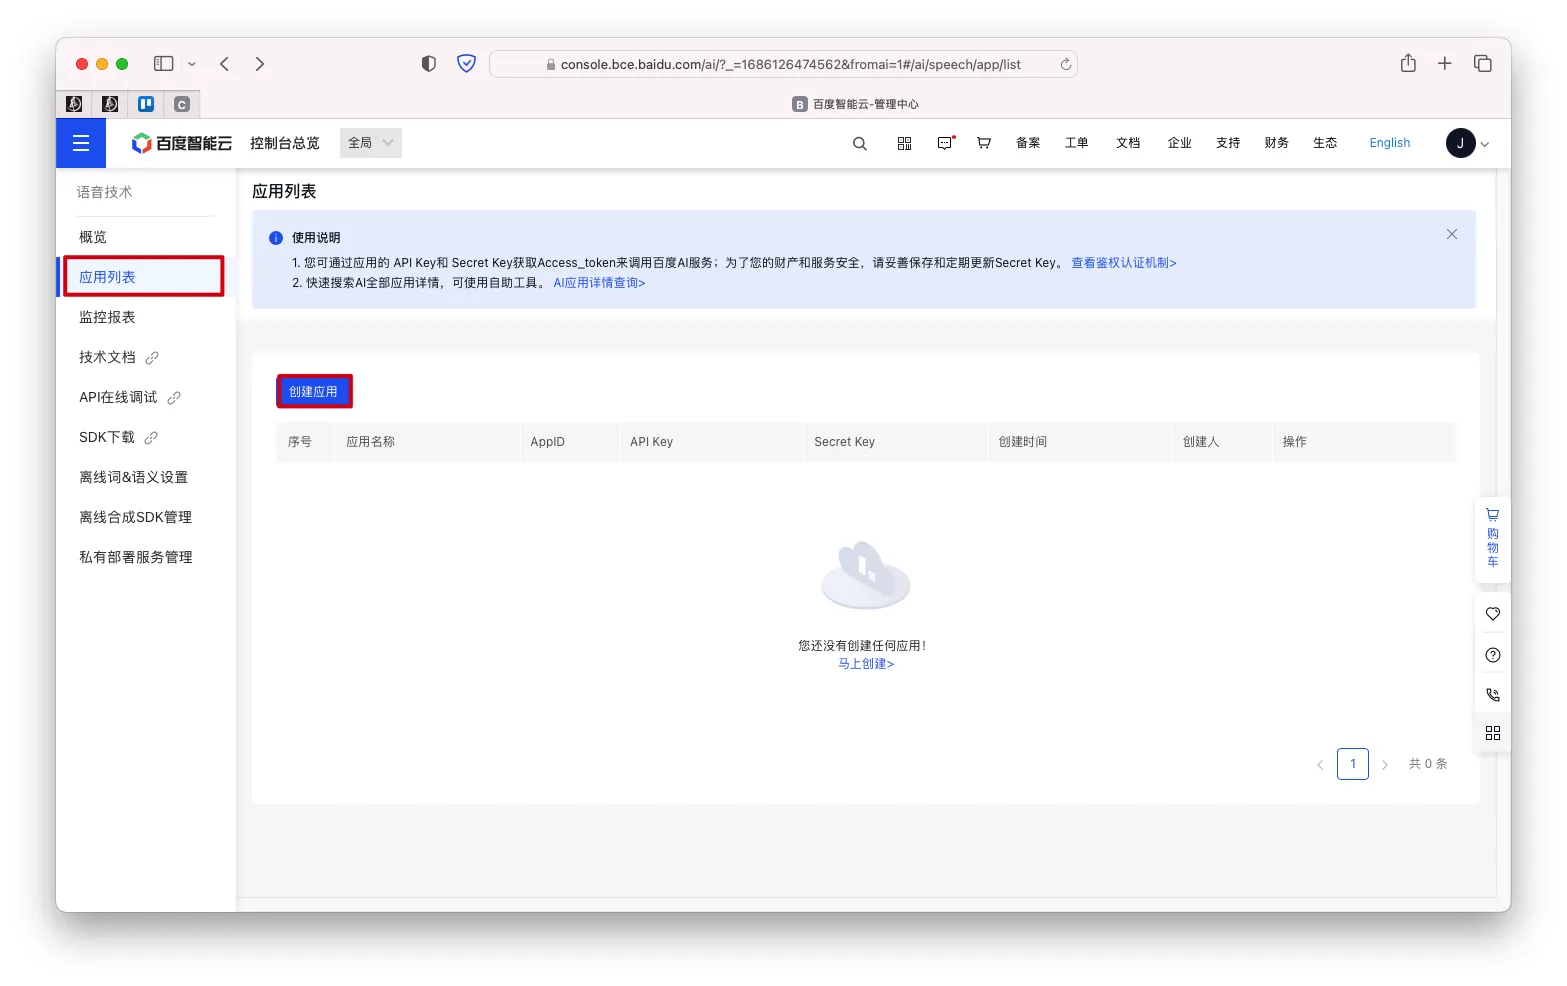 console.bce.baidu.com/ai/?_=1686126474562&fromai=1#/ai/speech/app/list
C
B 百度智能云-管理中心
百度智能云 控制台总览 全局 备案 工单 文档 企业 支持 财务 生态 English J
语音技术
概览
应用列表
监控报表
技术文档
API在线调试
SDK下载
离线词&语义设置
离线合成SDK管理
私有部署服务管理
应用列表
使用说明
1. 您可通过应用的 API Key和 Secret Key获取Access_token来调用百度AI服务；为了您的财产和服务安全，请妥善保存和定期更新Secret Key。 查看鉴权认证机制>
2. 快速搜索AI全部应用详情，可使用自助工具。 AI应用详情查询>
创建应用
序号 应用名称 AppID API Key Secret Key 创建时间 创建人 操作
您还没有创建任何应用！
马上创建>
1 共 0 条
购
物
车